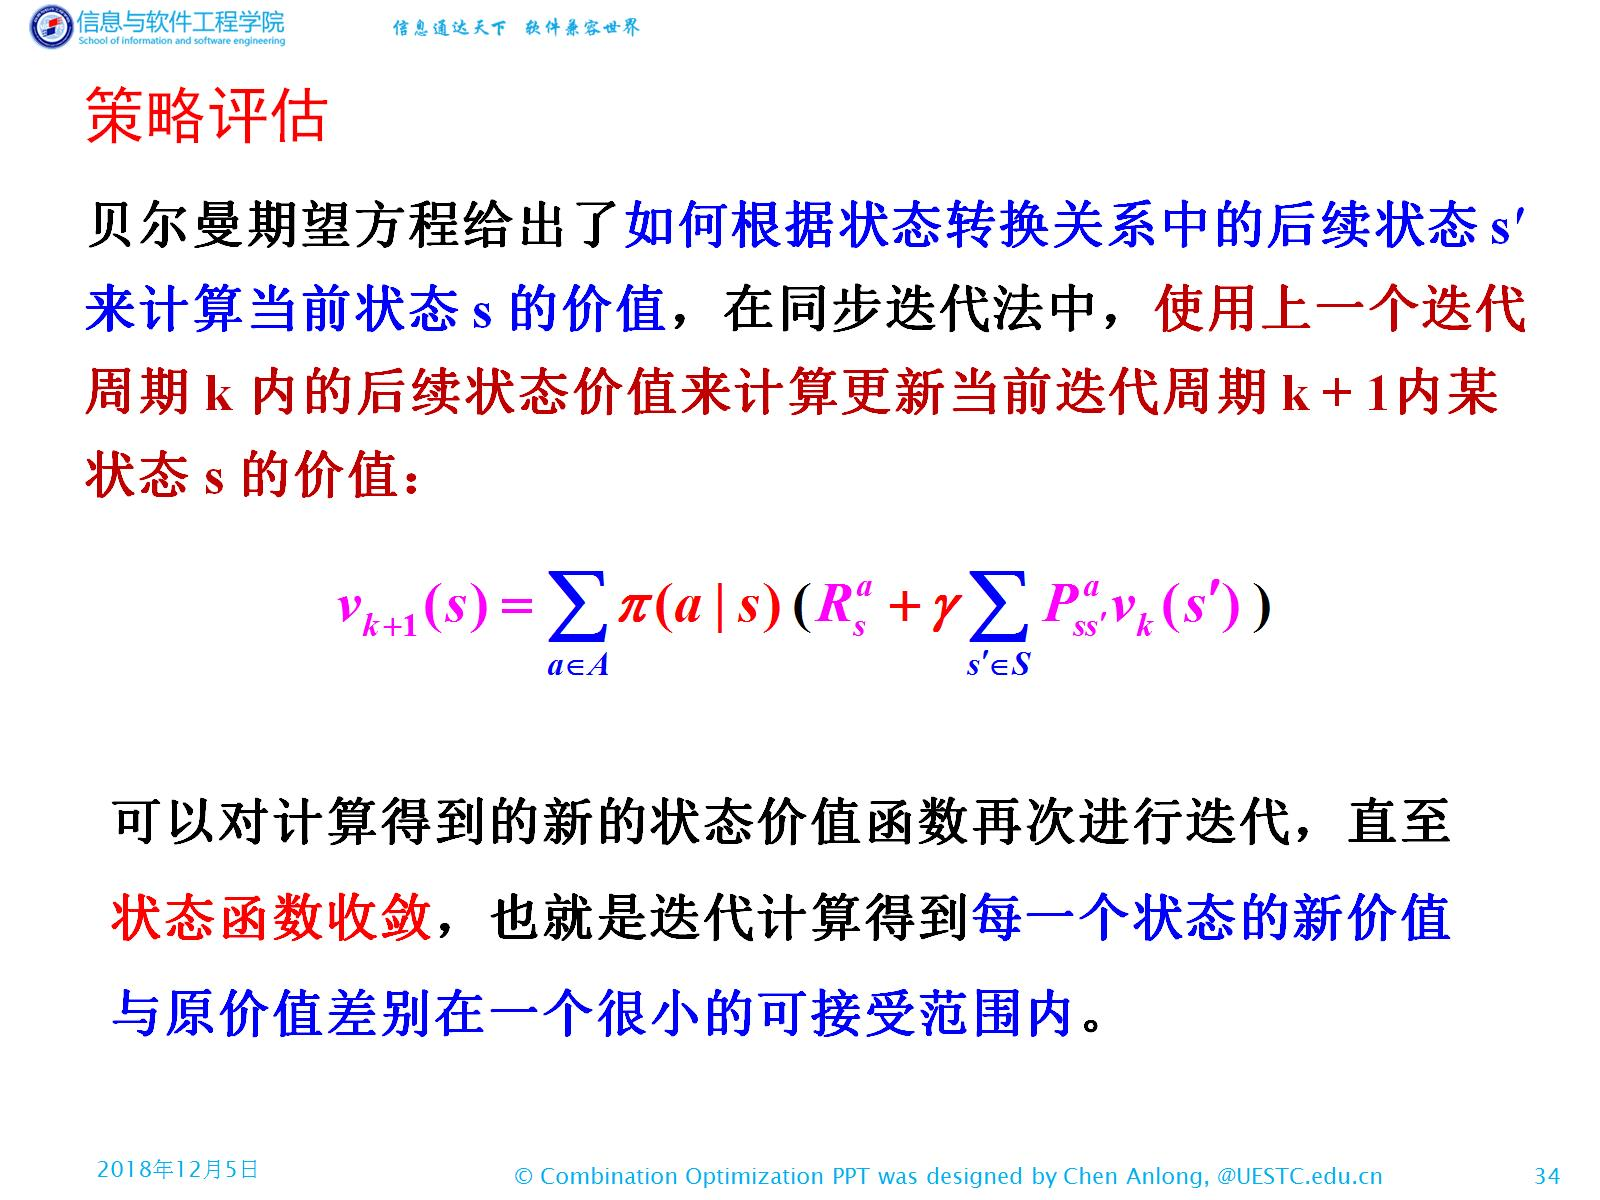 信息与软件工程学院
School of information and software engineering
信息通达天下 软件兼容世界
策略评估
贝尔曼期望方程给出了如何根据状态转换关系中的后续状态 s′
来计算当前状态 s 的价值，在同步迭代法中，使用上一个迭代
周期 k 内的后续状态价值来计算更新当前迭代周期 k + 1内某
状态 s 的价值：
v_{k+1}(s) = ∑_{a∈A} π(a | s) ( R_s^a + γ ∑_{s′∈S} P_{ss′}^a v_k(s′) )
可以对计算得到的新的状态价值函数再次进行迭代，直至
状态函数收敛，也就是迭代计算得到每一个状态的新价值
与原价值差别在一个很小的可接受范围内。
2018年12月5日
© Combination Optimization PPT was designed by Chen Anlong, @UESTC.edu.cn
34